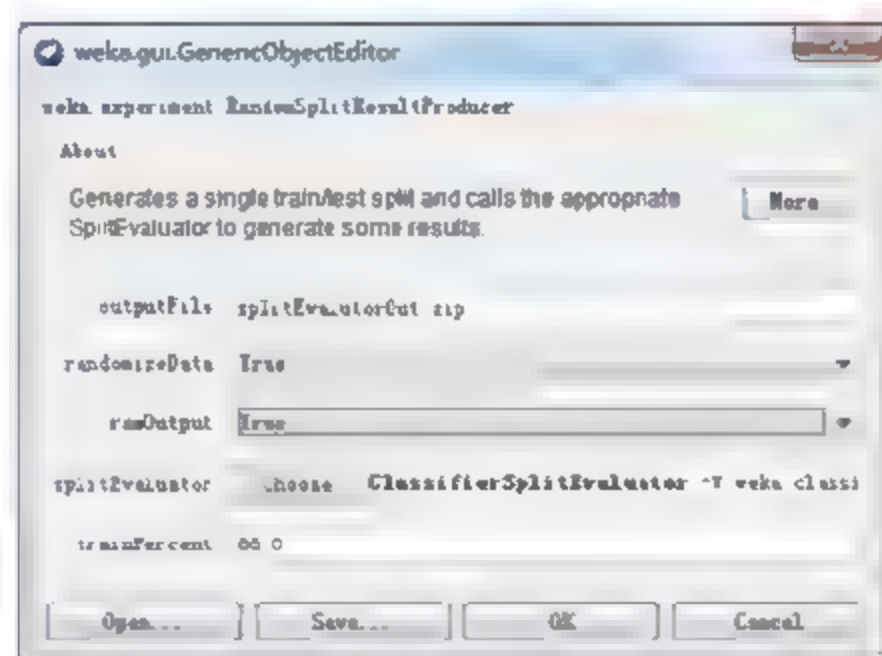 weka.gui.GenericObjectEditor
weka.experiment.RandomSplitResultProducer
About
Generates a single train/test split and calls the appropriate
SplitEvaluator to generate some results.
More
outputFile splitEvalutorOut.zip
randomizeData True
rawOutput True
splitEvaluator Choose ClassifierSplitEvaluator -W weka.classi
trainPercent 66.0
Open... Save... OK Cancel